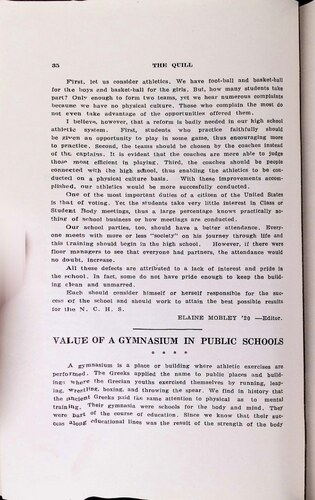 35 THE QUILL
First, let us consider athletics. We have foot-ball and basket-ball
for the boys and basket-ball for the girls. But, how many students take
part? Only enough to form two teams, yet we hear numerous complaints
because we have no physical culture. Those who complain the most do
not even take advantage of the opportunities offered them.
I believe, however, that a reform is badly needed in our high school
athletic system. First, students who practice faithfully should
be given an opportunity to play in some game, thus encouraging more
to practice. Second, the teams should be chosen by the coaches instead
of the captains. It is evident that the coaches are more able to judge
those most efficient in playing. Third, the coaches should be people
connected with the high school, thus enabling the athletics to be con-
ducted on a physical culture basis. With these improvements accom-
plished, our athletics would be more successfully conducted.
One of the most important duties of a citizen of the United States
is that of voting. Yet the students take very little interest in Class or
Student Body meetings, thus a large percentage knows practically no-
thing of school business or how meetings are conducted.
Our school parties, too, should have a better attendance. Every-
one meets with more or less "society" on his journey through life and
this training should begin in the high school. However, if there were
floor managers to see that everyone had partners, the attendance would
no doubt, increase.
All these defects are attributed to a lack of interest and pride in
the school. In fact, some do not have pride enough to keep the build-
ing clean and unmarred.
Each should consider himself or herself responsible for the suc-
cess of the school and should work to attain the best possible results
for the N. C. H. S.
ELAINE MOBLEY '20 —Editor.
VALUE OF A GYMNASIUM IN PUBLIC SCHOOLS
* * * *
A gymnasium is a place or building where athletic exercises are
performed. The Greeks applied the name to public places and build-
ings where the Grecian youths exercised themselves by running, leap-
ing, wrestling, boxing, and throwing the spear. We find in history that
the ancient Greeks paid the same attention to physical as to mental
training. Their gymnasia were schools for the body and mind. They
were part of the course of education. Since we know that their suc-
cess along educational lines was the result of the strength of the body